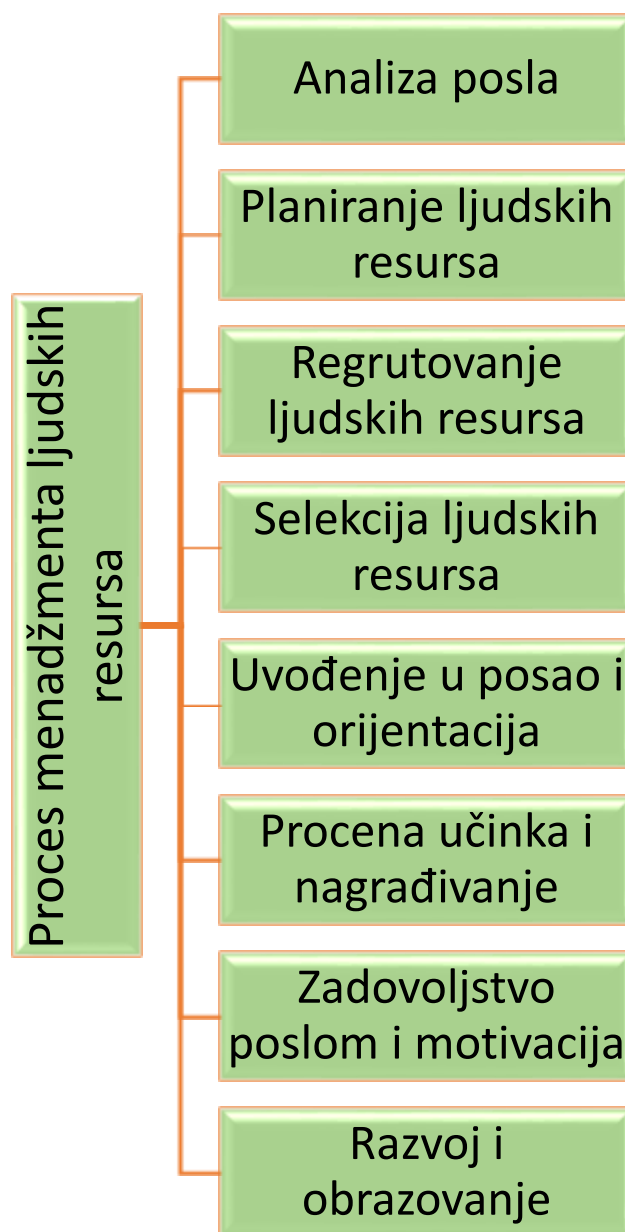 Proces menadžmenta ljudskih
resursa
Analiza posla
Planiranje ljudskih
resursa
Regrutovanje
ljudskih resursa
Selekcija ljudskih
resursa
Uvođenje u posao i
orijentacija
Procena učinka i
nagrađivanje
Zadovoljstvo
poslom i motivacija
Razvoj i
obrazovanje